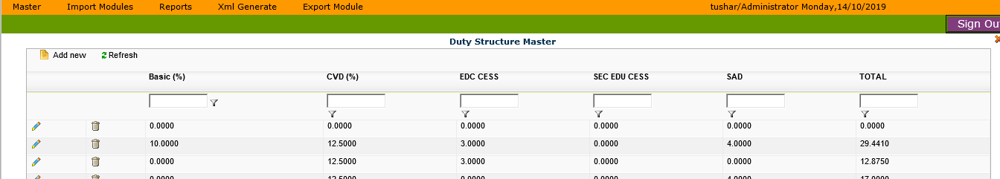 Master Import Modules Reports Xml Generate Export Module tushar/Administrator Monday,14/10/2019
Sign Ou
Duty Structure Master
Add new Refresh
Basic (%) CVD (%) EDC CESS SEC EDU CESS SAD TOTAL
0.0000 0.0000 0.0000 0.0000 0.0000 0.0000
10.0000 12.5000 3.0000 0.0000 4.0000 29.4410
0.0000 12.5000 3.0000 0.0000 0.0000 12.8750
0.0000 12.5000 0.0000 0.0000 4.0000 17.0000